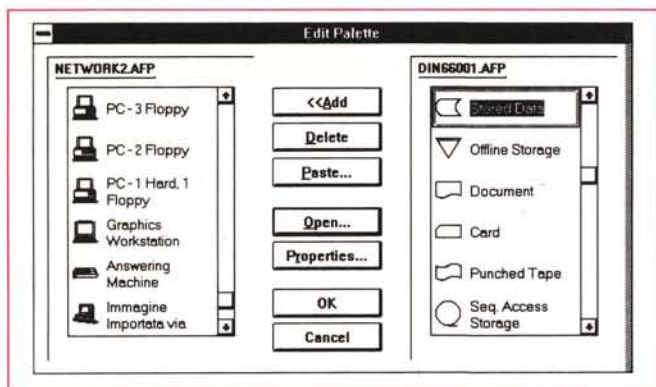 Edit Palette
NETWORK2.AFP
PC-3 Floppy
PC-2 Floppy
PC-1 Hard, 1
Floppy
Graphics
Workstation
Answering
Machine
Immagine
Importata via
<<Add
Delete
Paste...
Open...
Properties...
OK
Cancel
DIN66001.AFP
Stored Data
Offline Storage
Document
Card
Punched Tape
Seq. Access
Storage